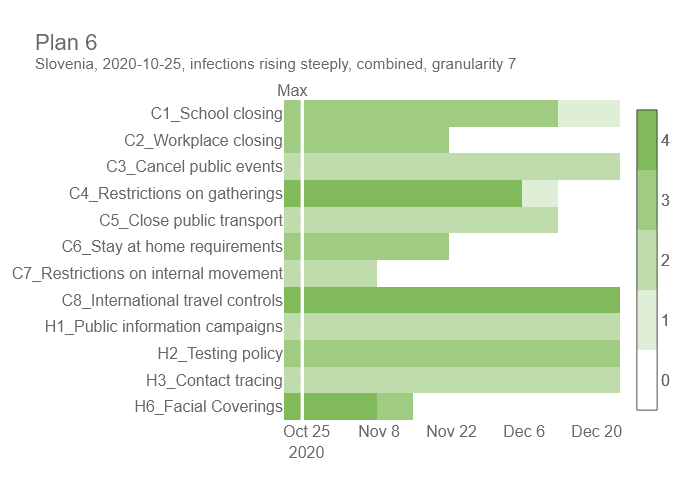 Plan 6
Slovenia, 2020-10-25, infections rising steeply, combined, granularity 7
Max
C1_School closing
C2_Workplace closing
C3_Cancel public events
C4_Restrictions on gatherings
C5_Close public transport
C6_Stay at home requirements
C7_Restrictions on internal movement
C8_International travel controls
H1_Public information campaigns
H2_Testing policy
H3_Contact tracing
H6_Facial Coverings
Oct 25 Nov 8 Nov 22 Dec 6 Dec 20
2020
4
3
2
1
0